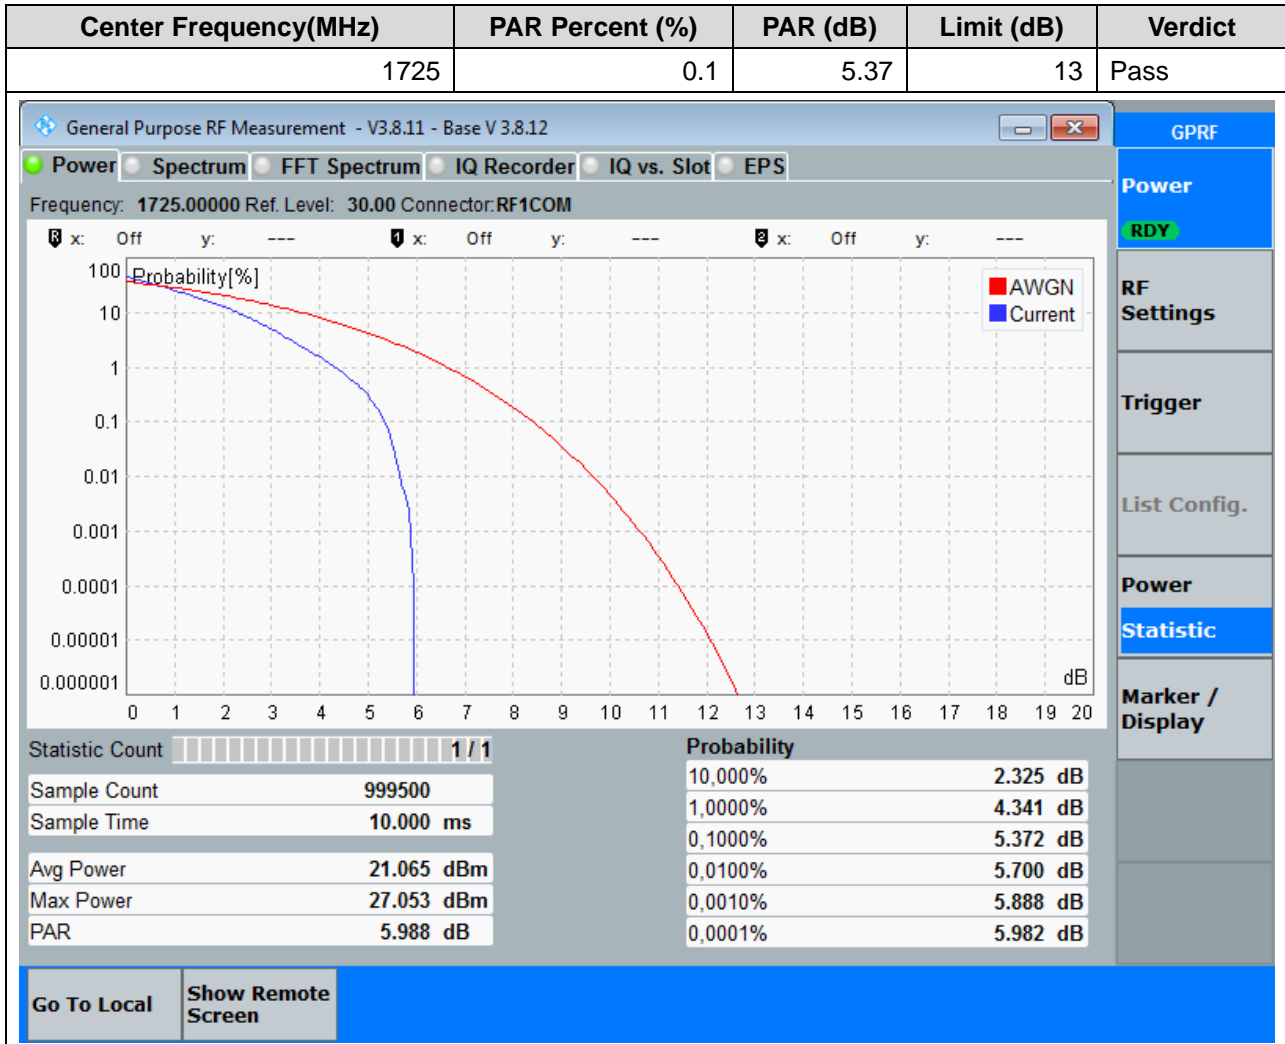 Center Frequency(MHz) PAR Percent (%) PAR (dB) Limit (dB) Verdict
1725 0.1 5.37 13 Pass
General Purpose RF Measurement - V3.8.11 - Base V 3.8.12
GPRF
Power Spectrum FFT Spectrum IQ Recorder IQ vs. Slot EPS
Power
RDY
Frequency: 1725.00000 Ref. Level: 30.00 Connector: RF1COM
R x: Off y: --- 1 x: Off y: --- 2 x: Off y: ---
Probability[%]
100
10
1
0.1
0.01
0.001
0.0001
0.00001
0.000001
AWGN
Current
dB
0 1 2 3 4 5 6 7 8 9 10 11 12 13 14 15 16 17 18 19 20
RF
Settings
Trigger
List Config.
Power
Statistic
Marker /
Display
Statistic Count 1 / 1
Sample Count 999500
Sample Time 10.000 ms
Avg Power 21.065 dBm
Max Power 27.053 dBm
PAR 5.988 dB
Probability
10,000% 2.325 dB
1,0000% 4.341 dB
0,1000% 5.372 dB
0,0100% 5.700 dB
0,0010% 5.888 dB
0,0001% 5.982 dB
Go To Local
Show Remote
Screen